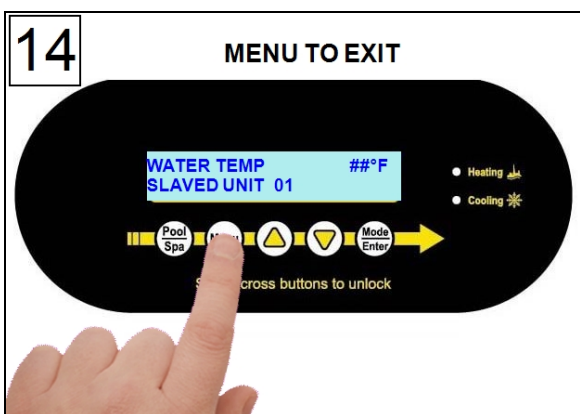 14
MENU TO EXIT
WATER TEMP ##°F
SLAVED UNIT 01
Heating
Cooling
Pool Spa
Mode Enter
cross buttons to unlock